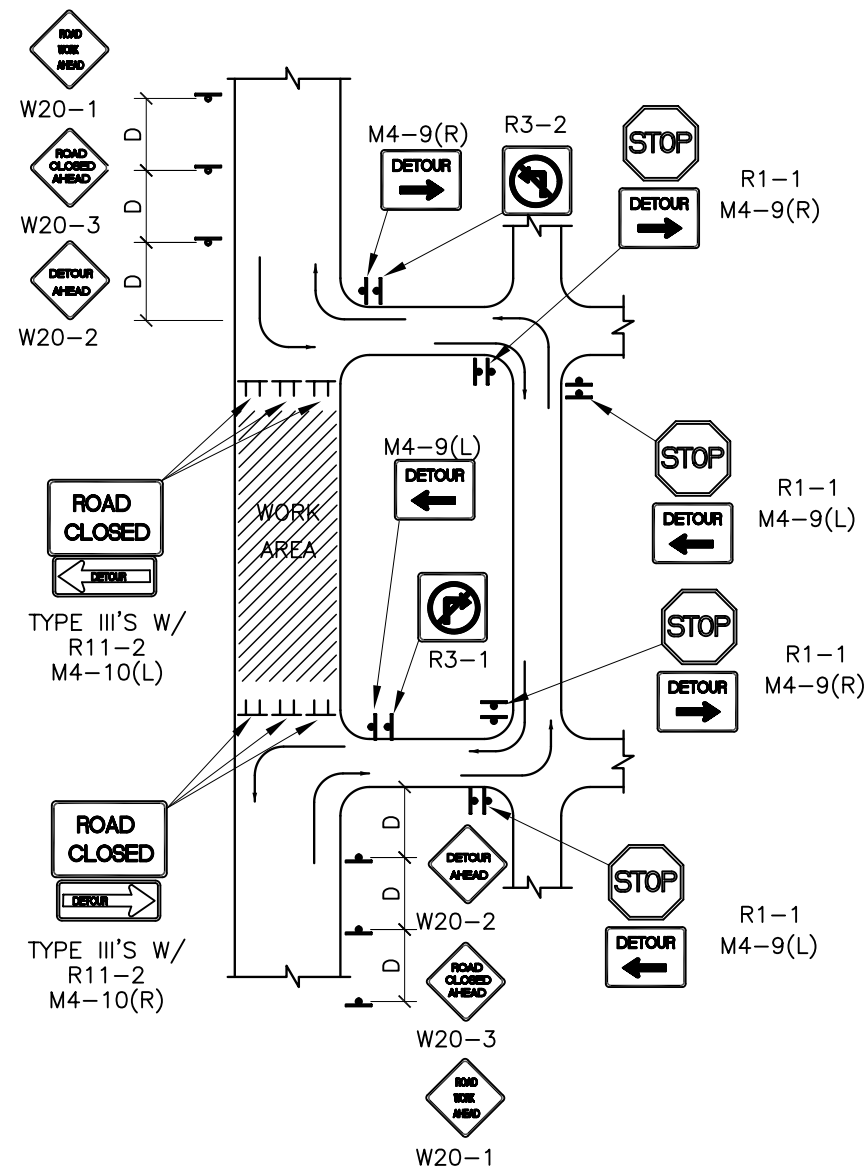 ROAD
WORK
AHEAD
W20-1
D
ROAD
CLOSED
AHEAD
W20-3
D
DETOUR
AHEAD
W20-2
D
M4-9(R)
DETOUR
R3-2
STOP
DETOUR
R1-1
M4-9(R)
M4-9(L)
DETOUR
R3-1
WORK
AREA
ROAD
CLOSED
DETOUR
TYPE III'S W/
R11-2
M4-10(L)
STOP
DETOUR
R1-1
M4-9(L)
STOP
DETOUR
R1-1
M4-9(R)
ROAD
CLOSED
DETOUR
TYPE III'S W/
R11-2
M4-10(R)
D
DETOUR
AHEAD
W20-2
D
ROAD
CLOSED
AHEAD
W20-3
D
ROAD
WORK
AHEAD
W20-1
STOP
DETOUR
R1-1
M4-9(L)